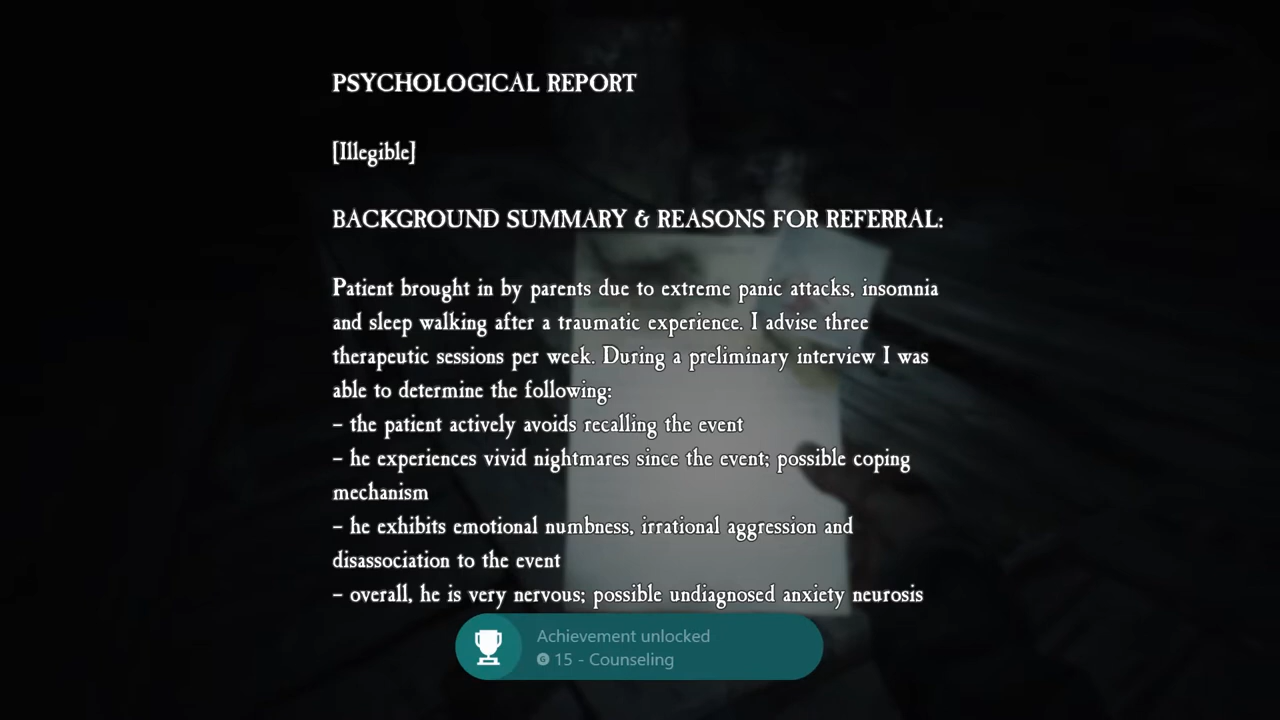 PSYCHOLOGICAL REPORT
[Illegible]
BACKGROUND SUMMARY & REASONS FOR REFERRAL:
Patient brought in by parents due to extreme panic attacks, insomnia
and sleep walking after a traumatic experience. I advise three
therapeutic sessions per week. During a preliminary interview I was
able to determine the following:
– the patient actively avoids recalling the event
– he experiences vivid nightmares since the event; possible coping
mechanism
– he exhibits emotional numbness, irrational aggression and
disassociation to the event
– overall, he is very nervous; possible undiagnosed anxiety neurosis
Achievement unlocked
G 15 - Counseling